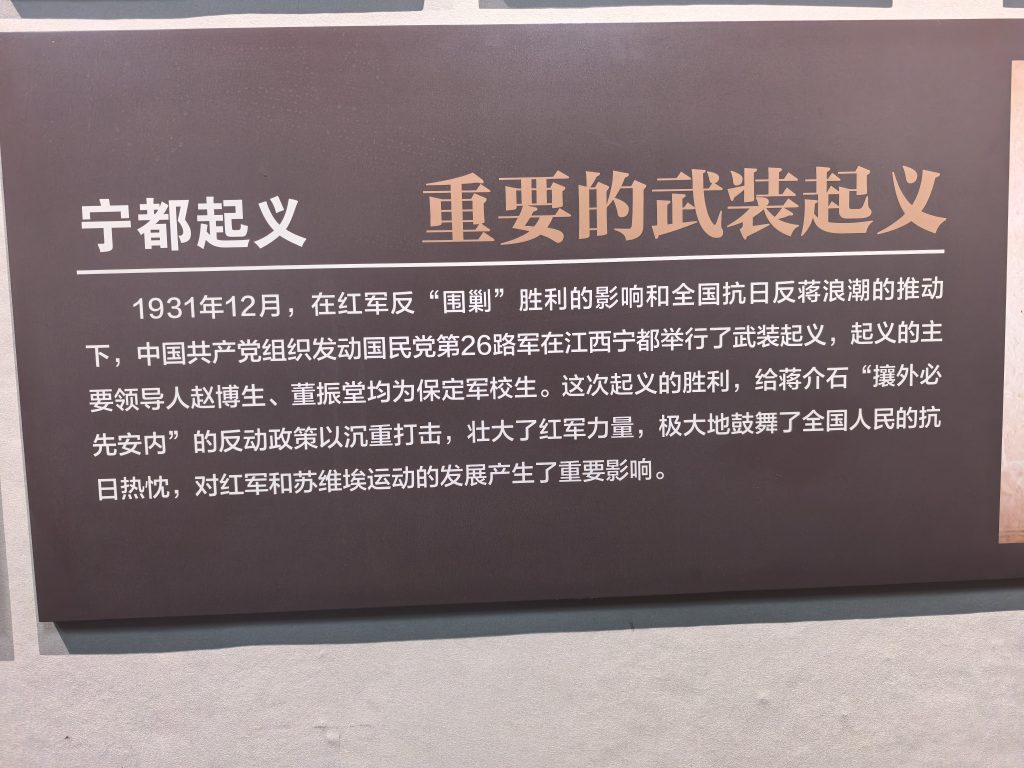 宁都起义 重要的武装起义
1931年12月，在红军反“围剿”胜利的影响和全国抗日反蒋浪潮的推动
下，中国共产党组织发动国民党第26路军在江西宁都举行了武装起义，起义的主
要领导人赵博生、董振堂均为保定军校生。这次起义的胜利，给蒋介石“攘外必
先安内”的反动政策以沉重打击，壮大了红军力量，极大地鼓舞了全国人民的抗
日热忱，对红军和苏维埃运动的发展产生了重要影响。